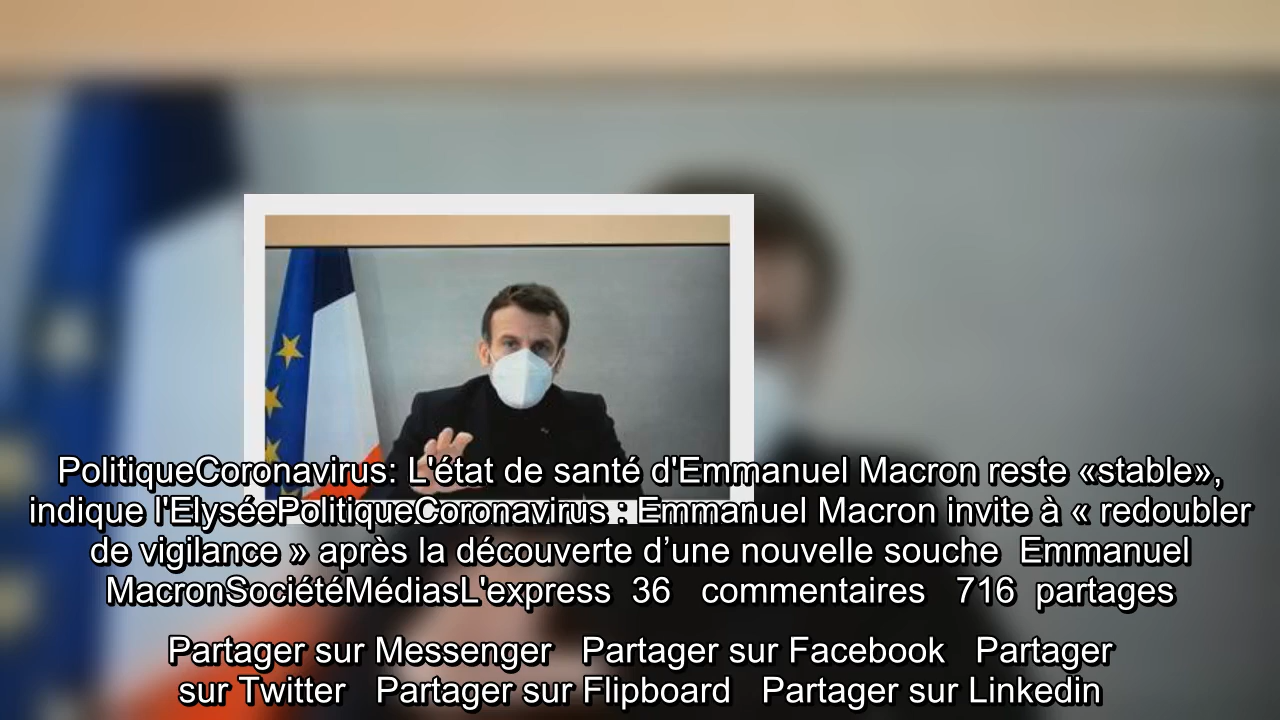 PolitiqueCoronavirus: L'état de santé d'Emmanuel Macron reste «stable»,
indique l'ElyséePolitiqueCoronavirus : Emmanuel Macron invite à « redoubler
de vigilance » après la découverte d’une nouvelle souche  Emmanuel
MacronSociétéMédiasL'express  36   commentaires   716  partages
Partager sur Messenger   Partager sur Facebook   Partager
sur Twitter   Partager sur Flipboard   Partager sur Linkedin